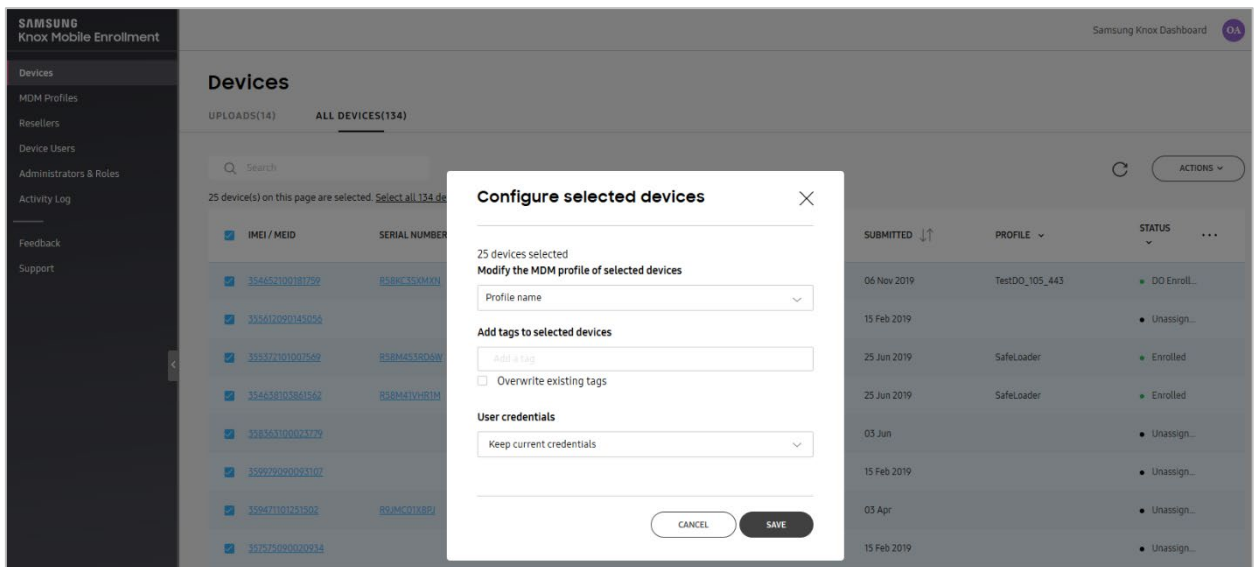 SAMSUNG
Knox Mobile Enrollment
Samsung Knox Dashboard OA
Devices
MDM Profiles
Resellers
Device Users
Administrators & Roles
Activity Log
Feedback
Support
Devices
UPLOADS(14) ALL DEVICES(134)
Search
ACTIONS
25 device(s) on this page are selected. Select all 134 de
IMEI / MEID SERIAL NUMBER SUBMITTED PROFILE STATUS ...
354652100181759 R58KC3SXMXN 06 Nov 2019 TestDO_105_443 DO Enroll...
355612090145056 15 Feb 2019 Unassign...
355372101007569 R58M453RD6W 25 Jun 2019 SafeLoader Enrolled
354638103861562 R58M41VHR1M 25 Jun 2019 SafeLoader Enrolled
358363100023779 03 Jun Unassign...
359979090093107 15 Feb 2019 Unassign...
359471101251502 R9JMC01XBPJ 03 Apr Unassign...
357575090020934 15 Feb 2019 Unassign...
Configure selected devices
25 devices selected
Modify the MDM profile of selected devices
Profile name
Add tags to selected devices
Add a tag
Overwrite existing tags
User credentials
Keep current credentials
CANCEL SAVE